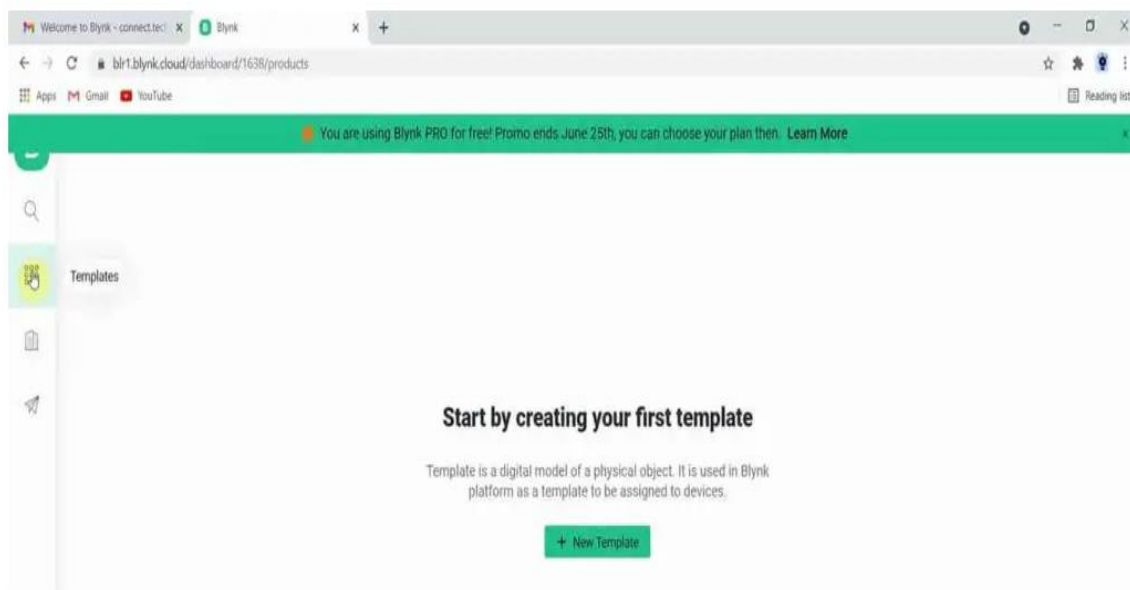 Welcome to Blynk - connect.tec
Blynk
blr1.blynk.cloud/dashboard/1638/products
Apps
Gmail
YouTube
Reading list
You are using Blynk PRO for free! Promo ends June 25th, you can choose your plan then. Learn More
Templates
Start by creating your first template
Template is a digital model of a physical object. It is used in Blynk
platform as a template to be assigned to devices.
+ New Template